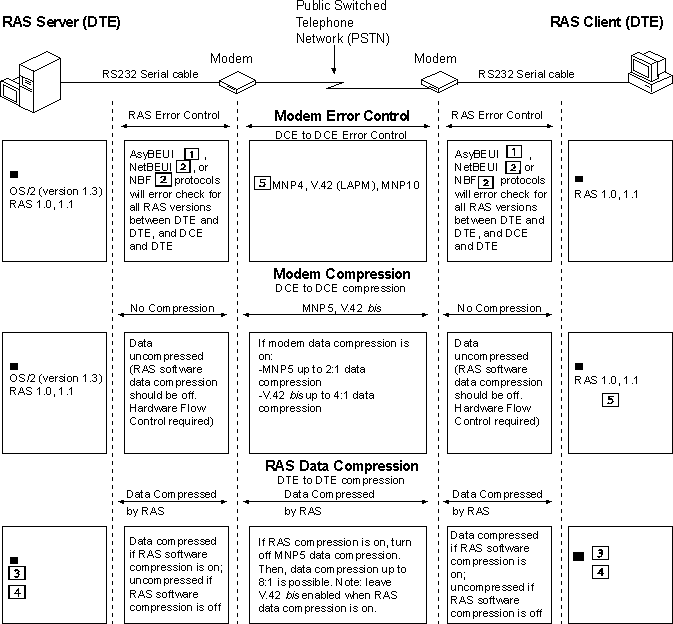 RAS Server (DTE)
Public Switched
Telephone
Network (PSTN)
RAS Client (DTE)
Modem
Modem
RS232 Serial cable
RS232 Serial cable
RAS Error Control
Modem Error Control
RAS Error Control
DCE to DCE Error Control
OS/2 (version 1.3)
RAS 1.0, 1.1
AsyBEUI 1 ,
NetBEUI 2 , or
NBF 2 protocols
will error check for
all RAS versions
between DTE and
DTE, and DCE
and DTE
5 MNP4, V.42 (LAPM), MNP10
AsyBEUI 1 ,
NetBEUI 2 , or
NBF 2 protocols
will error check for
all RAS versions
between DTE and
DTE, and DCE
and DTE
RAS 1.0, 1.1
Modem Compression
DCE to DCE compression
No Compression
MNP5, V.42 bis
No Compression
OS/2 (version 1.3)
RAS 1.0, 1.1
Data
uncompressed
(RAS software
data compression
should be off.
Hardware Flow
Control required)
If modem data compression is
on:
-MNP5 up to 2:1 data
compression
-V.42 bis up to 4:1 data
compression
Data
uncompressed
(RAS software
data compression
should be off.
Hardware Flow
Control required)
RAS 1.0, 1.1
5
RAS Data Compression
DTE to DTE compression
Data Compressed
by RAS
Data Compressed
by RAS
Data Compressed
by RAS
3
4
Data compressed
if RAS software
compression is on;
uncompressed if
RAS software
compression is off
If RAS compression is on, turn
off MNP5 data compression.
Then, data compression up to
8:1 is possible. Note: leave
V.42 bis enabled when RAS
data compression is on.
Data compressed
if RAS software
compression is
on;
uncompressed if
RAS software
compression is off
3
4